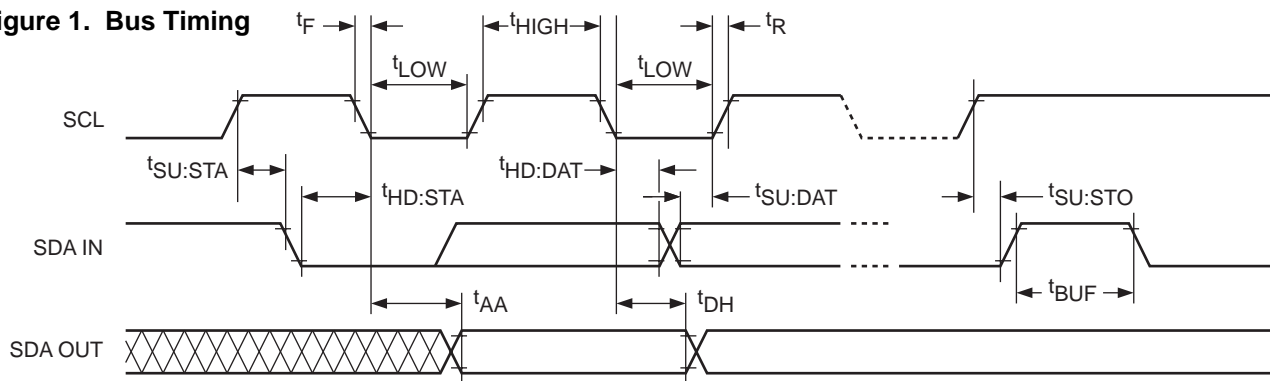 igure 1. Bus Timing
tF
tHIGH
tR
tLOW
tLOW
SCL
tSU:STA
tHD:STA
tHD:DAT
tSU:DAT
tSU:STO
SDA IN
tAA
tDH
tBUF
SDA OUT